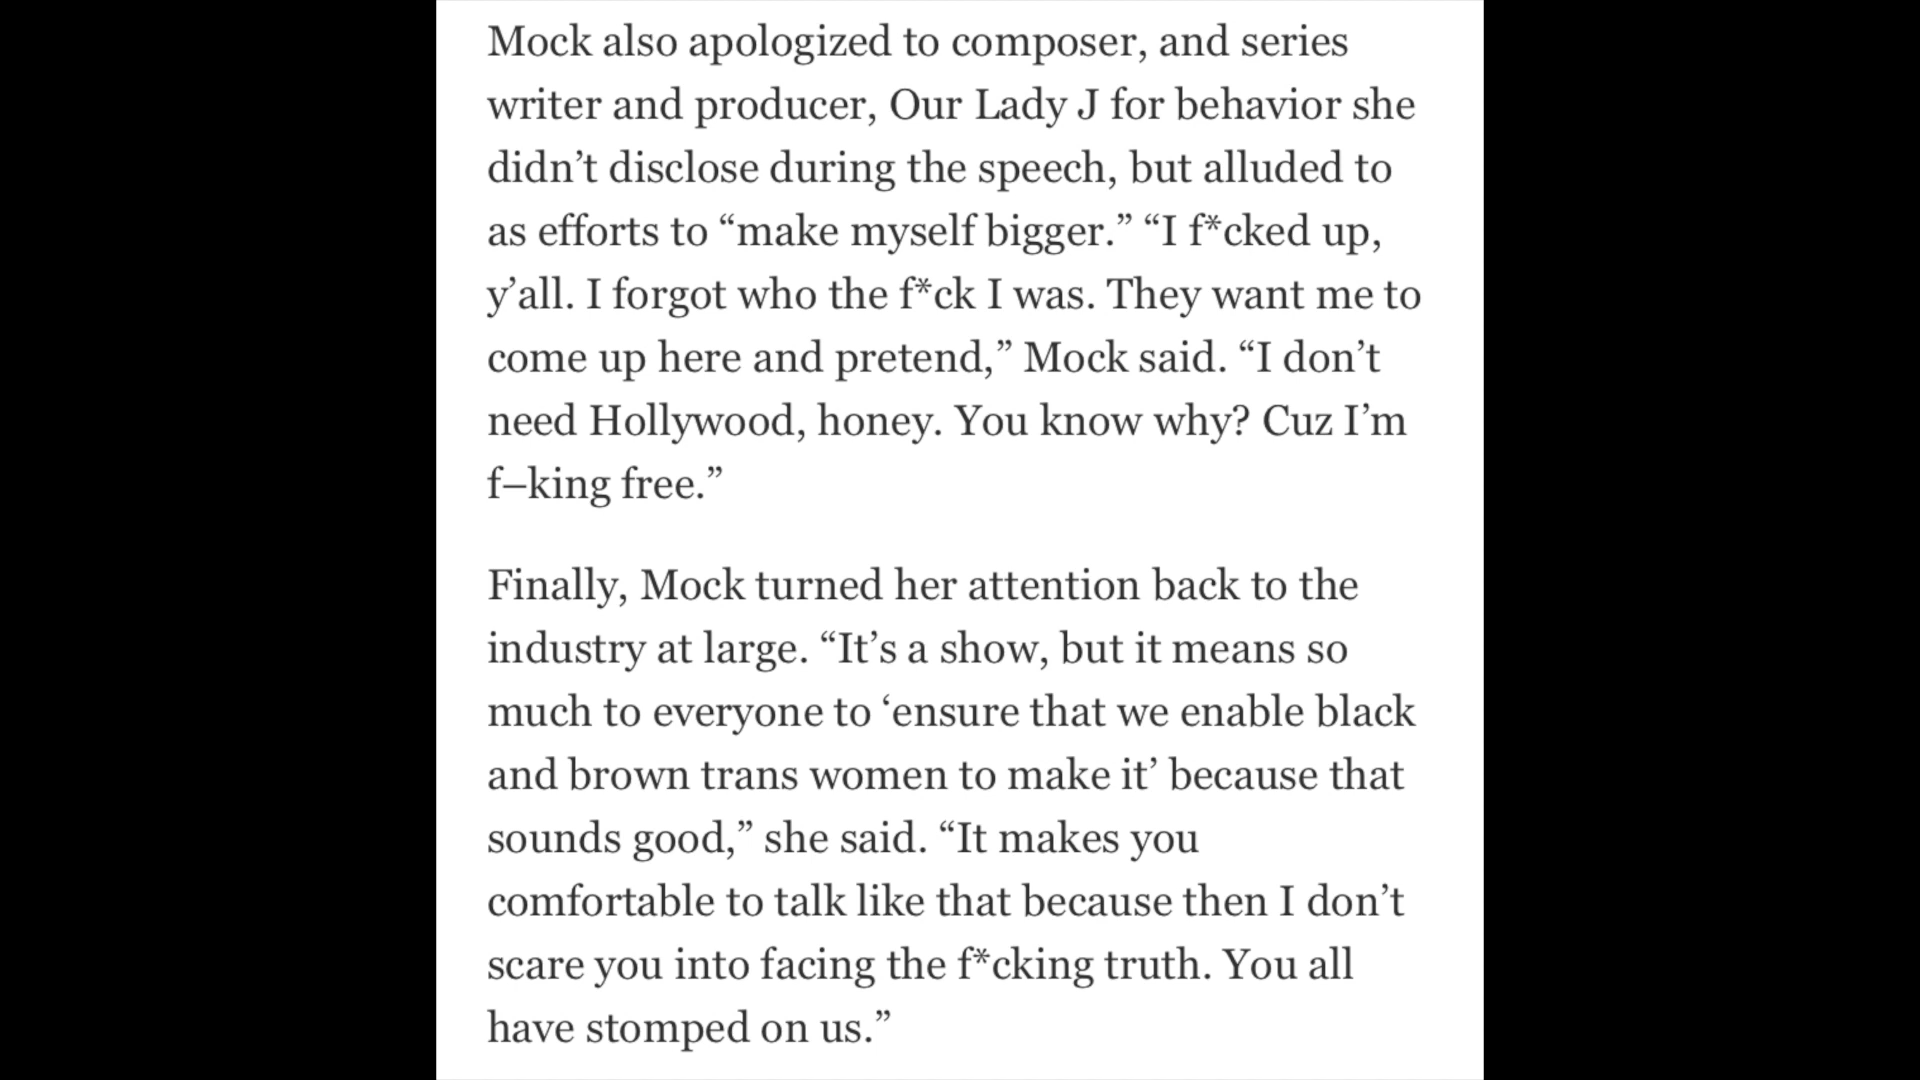 Mock also apologized to composer, and series
writer and producer, Our Lady J for behavior she
didn’t disclose during the speech, but alluded to
as efforts to “make myself bigger.” “I f*cked up,
y’all. I forgot who the f*ck I was. They want me to
come up here and pretend,” Mock said. “I don’t
need Hollywood, honey. You know why? Cuz I’m
f–king free.”
Finally, Mock turned her attention back to the
industry at large. “It’s a show, but it means so
much to everyone to ‘ensure that we enable black
and brown trans women to make it’ because that
sounds good,” she said. “It makes you
comfortable to talk like that because then I don’t
scare you into facing the f*cking truth. You all
have stomped on us.”